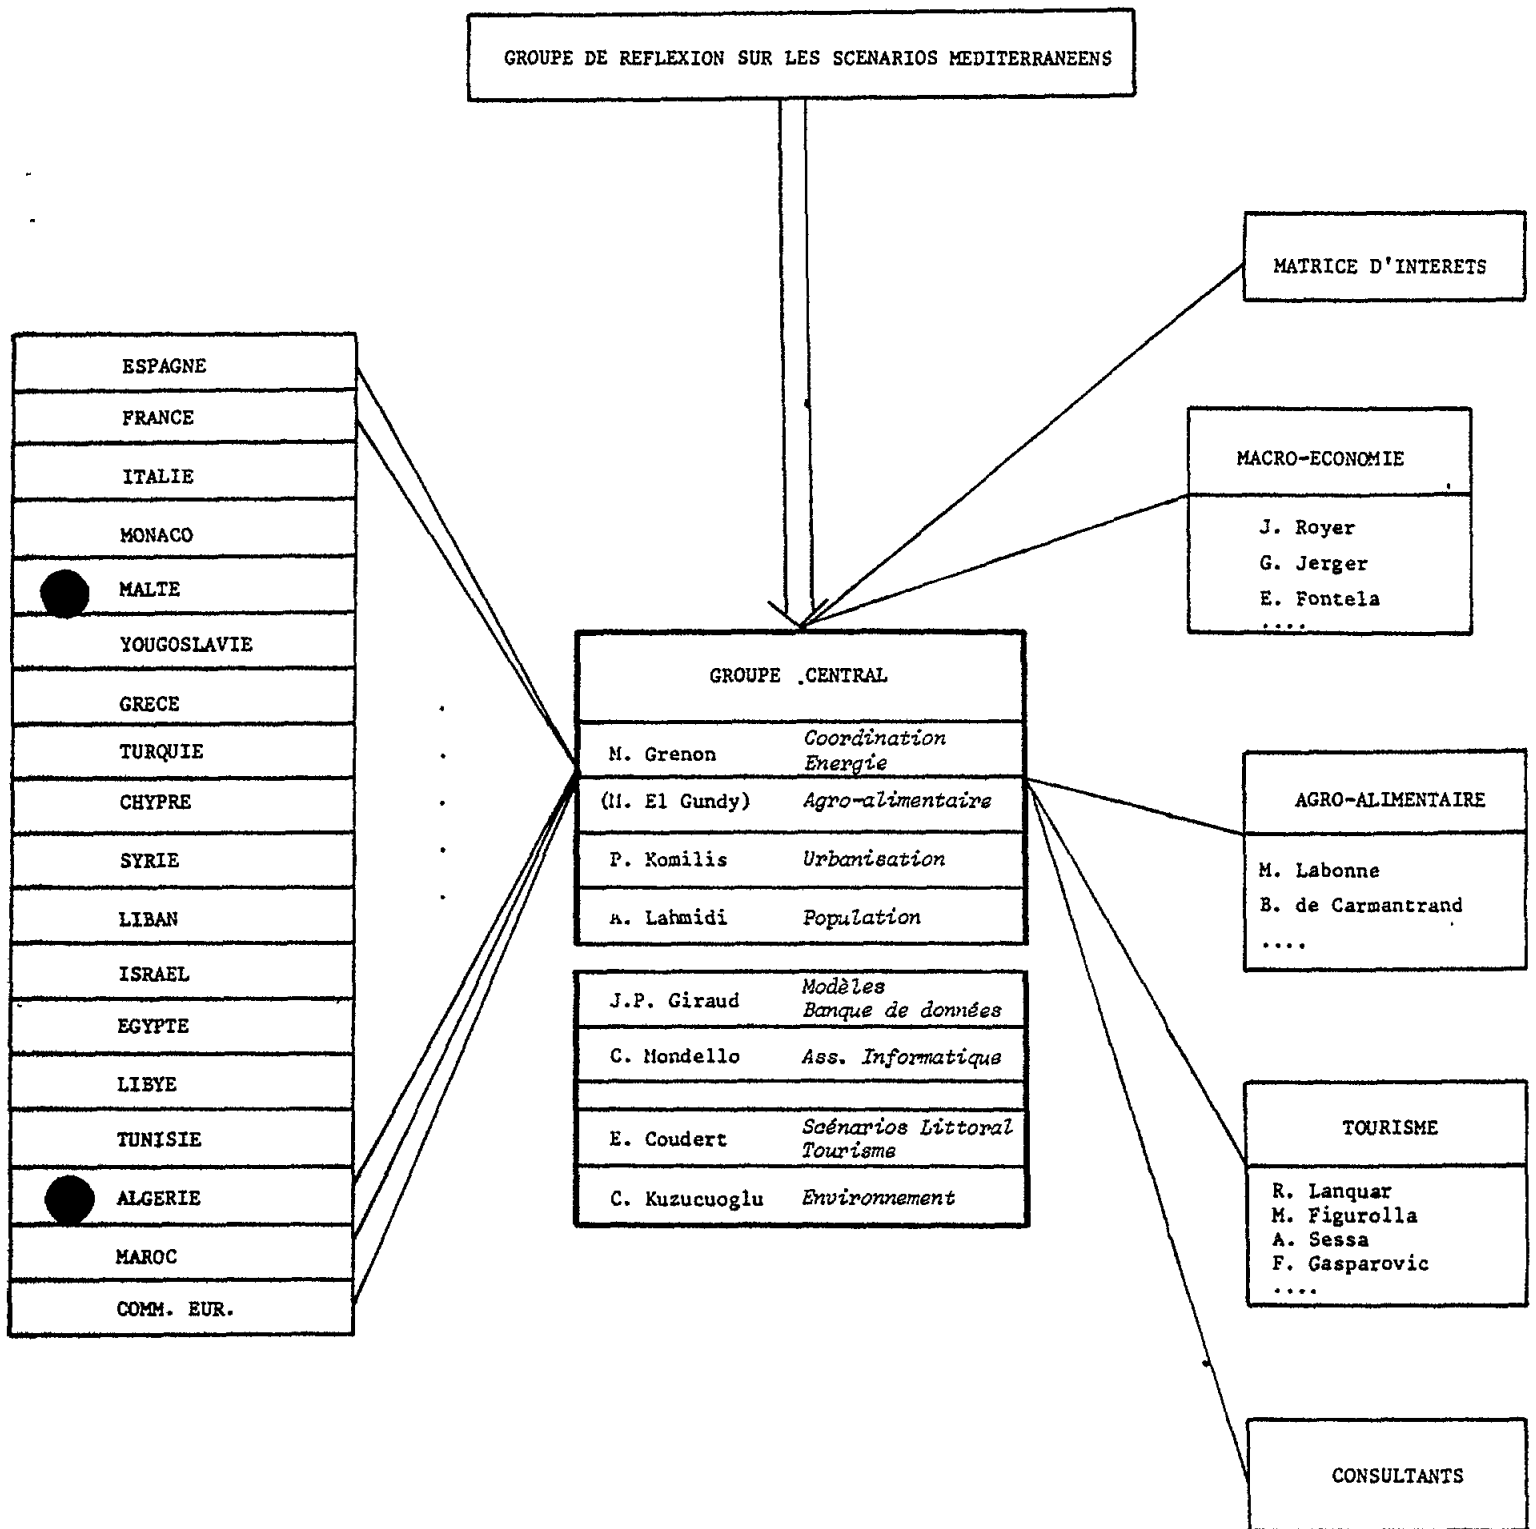 GROUPE DE REFLEXION SUR LES SCENARIOS MEDITERRANEENS
MATRICE D'INTERETS
ESPAGNE
FRANCE
ITALIE
MONACO
MALTE
YOUGOSLAVIE
GRECE
TURQUIE
CHYPRE
SYRIE
LIBAN
ISRAEL
EGYPTE
LIBYE
TUNISIE
ALGERIE
MAROC
COMM. EUR.
GROUPE CENTRAL
M. Grenon Coordination
Energie
(M. El Gundy) Agro-alimentaire
P. Komilis Urbanisation
A. Lahmidi Population
J.P. Giraud Modèles
Banque de données
C. Mondello Ass. Informatique
E. Coudert Scénarios Littoral
Tourisme
C. Kuzucuoglu Environnement
MACRO-ECONOMIE
J. Royer
G. Jerger
E. Fontela
....
AGRO-ALIMENTAIRE
M. Labonne
B. de Carmantrand
....
TOURISME
R. Lanquar
M. Figurolla
A. Sessa
F. Gasparovic
....
CONSULTANTS